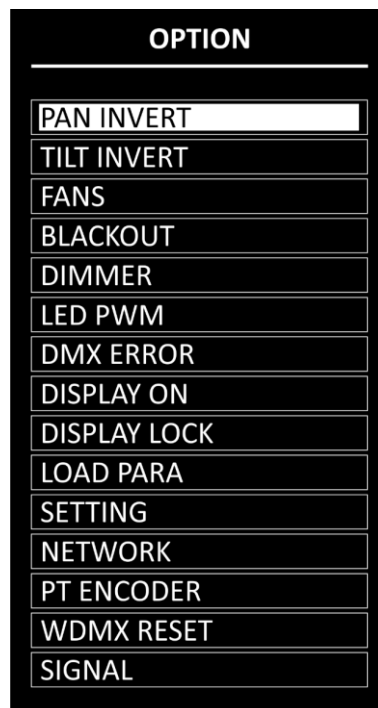 OPTION
PAN INVERT
TILT INVERT
FANS
BLACKOUT
DIMMER
LED PWM
DMX ERROR
DISPLAY ON
DISPLAY LOCK
LOAD PARA
SETTING
NETWORK
PT ENCODER
WDMX RESET
SIGNAL